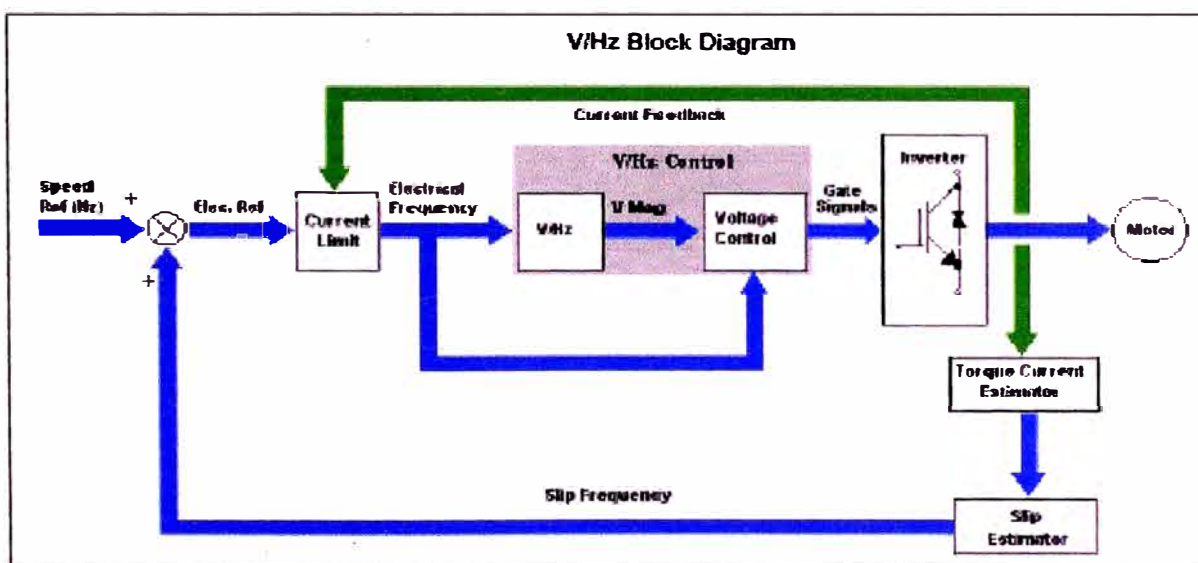 V/Hz Block Diagram
Current Feedback
V/Hz Control
Inverter
Speed
Ref (Hz)
+
Elec. Ref
Current
Limit
Electrical
Frequency
V/Hz
V Mag
Voltage
Control
Gate
Signals
Motor
+
Torque Current
Estimator
Slip Frequency
Slip
Estimator